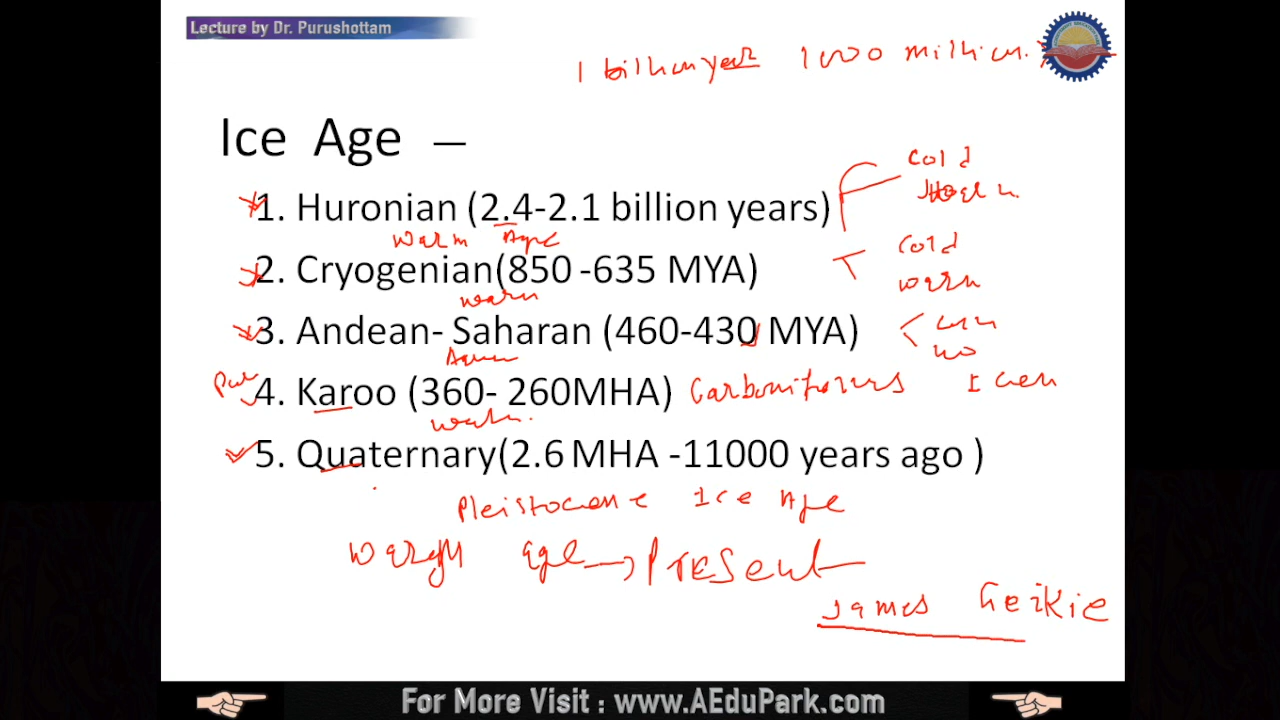 Lecture by Dr. Purushottam
1 billion year 1000 million
Ice Age –
1. Huronian (2.4-2.1 billion years)
cold
warm Age
2. Cryogenian(850 -635 MYA)
cold
warm
warm
3. Andean- Saharan (460-430 MYA)
4. Karoo (360- 260MHA) Carboniferous
5. Quaternary(2.6 MHA -11000 years ago )
Pleistocene Ice Age
age → Present
James Geikie
For More Visit : www.AEduPark.com